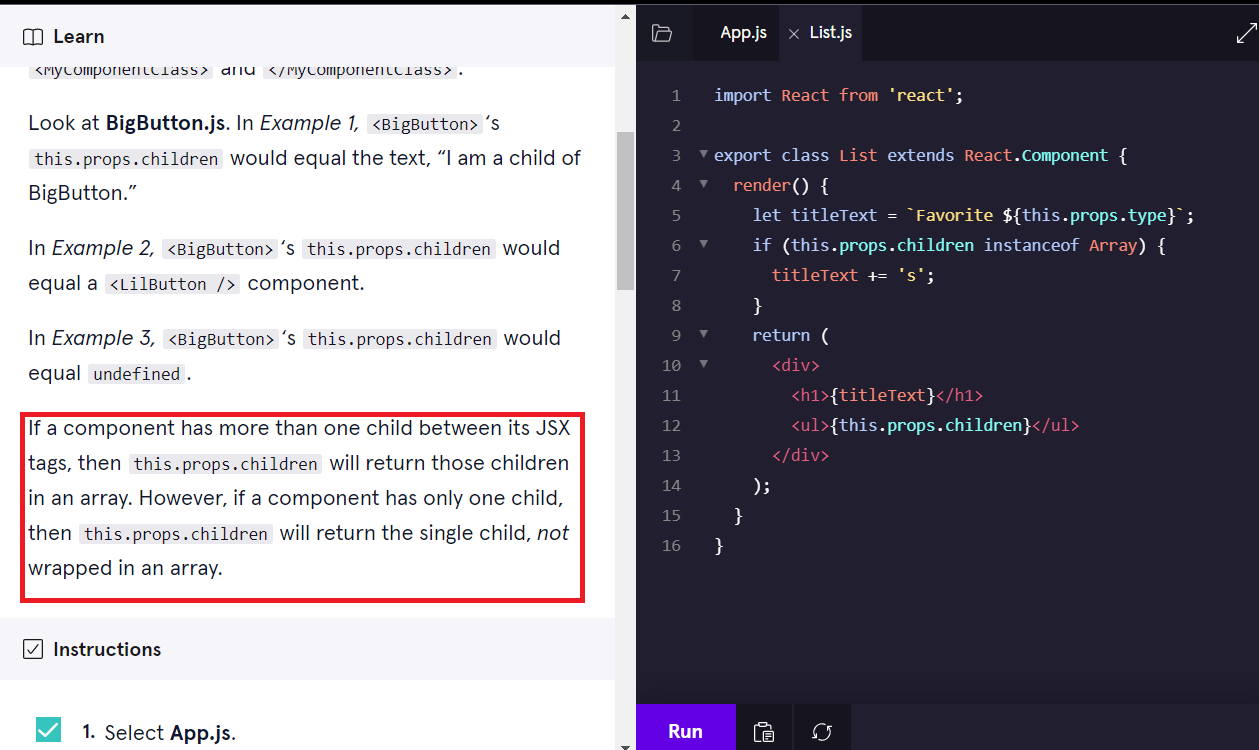 Learn
<MyComponentClass> and </MyComponentClass>.
Look at BigButton.js. In Example 1, <BigButton>‘s
this.props.children would equal the text, “I am a child of
BigButton.”
In Example 2, <BigButton>‘s this.props.children would
equal a <LilButton /> component.
In Example 3, <BigButton>‘s this.props.children would
equal undefined.
If a component has more than one child between its JSX
tags, then this.props.children will return those children
in an array. However, if a component has only one child,
then this.props.children will return the single child, not
wrapped in an array.
Instructions
1. Select App.js.
App.js × List.js
1 import React from 'react';
2
3 export class List extends React.Component {
4 render() {
5 let titleText = `Favorite ${this.props.type}`;
6 if (this.props.children instanceof Array) {
7 titleText += 's';
8 }
9 return (
10 <div>
11 <h1>{titleText}</h1>
12 <ul>{this.props.children}</ul>
13 </div>
14 );
15 }
16 }
Run